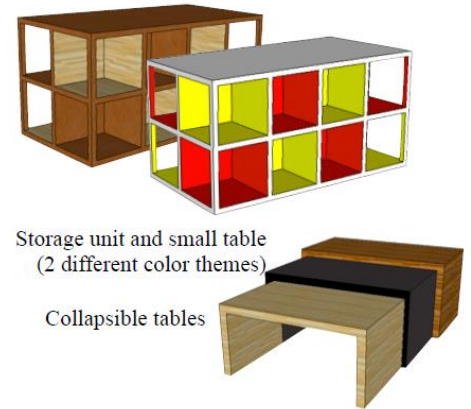 Storage unit and small table
(2 different color themes)
Collapsible tables